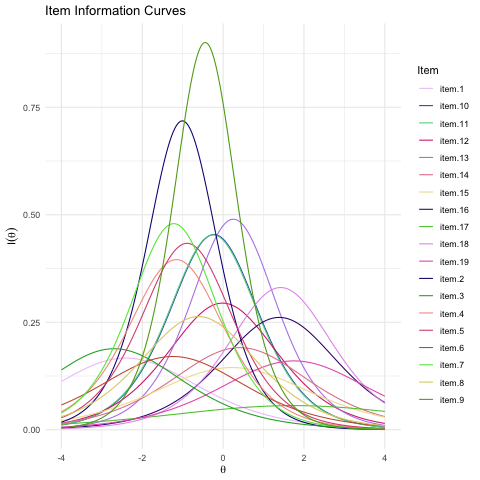 Item Information Curves
I(θ)
0.75
0.50
0.25
0.00
-4
-2
0
2
4
θ
Item
item.1
item.10
item.11
item.12
item.13
item.14
item.15
item.16
item.17
item.18
item.19
item.2
item.3
item.4
item.5
item.6
item.7
item.8
item.9